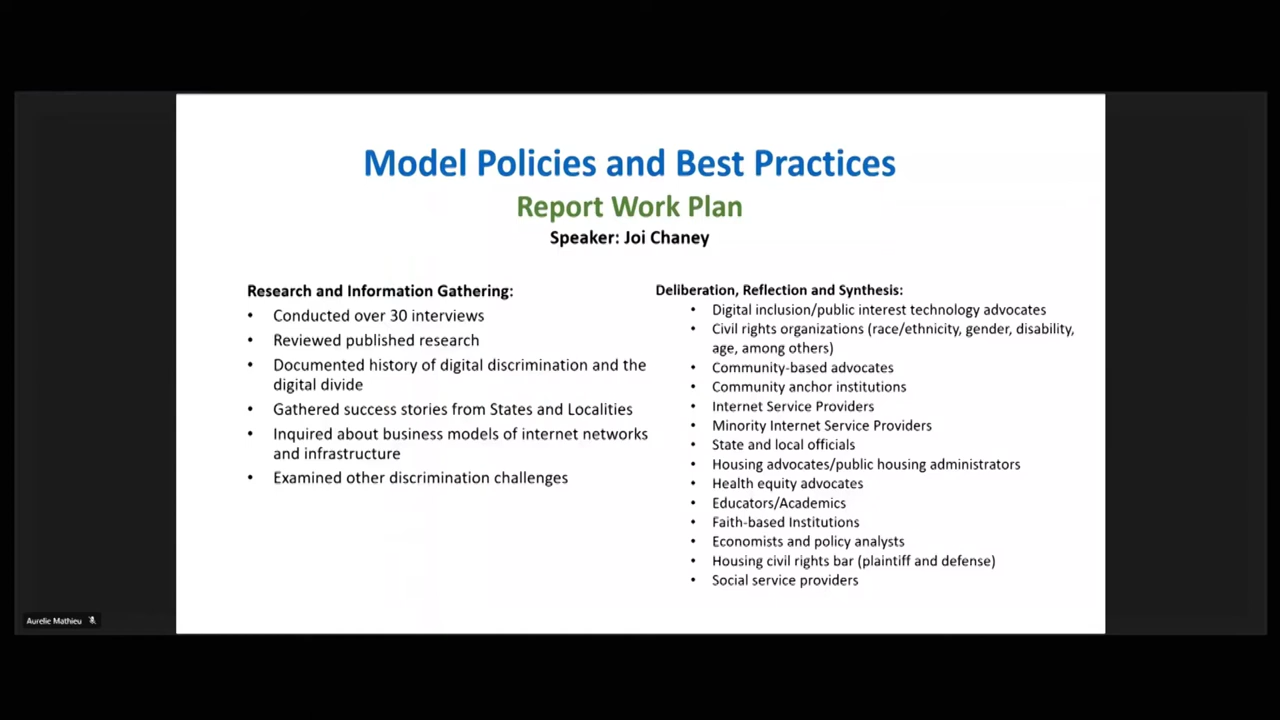 Model Policies and Best Practices
Report Work Plan
Speaker: Joi Chaney
Research and Information Gathering:
• Conducted over 30 interviews
• Reviewed published research
• Documented history of digital discrimination and the
digital divide
• Gathered success stories from States and Localities
• Inquired about business models of internet networks
and infrastructure
• Examined other discrimination challenges
Deliberation, Reflection and Synthesis:
• Digital inclusion/public interest technology advocates
• Civil rights organizations (race/ethnicity, gender, disability,
age, among others)
• Community-based advocates
• Community anchor institutions
• Internet Service Providers
• Minority Internet Service Providers
• State and local officials
• Housing advocates/public housing administrators
• Health equity advocates
• Educators/Academics
• Faith-based Institutions
• Economists and policy analysts
• Housing civil rights bar (plaintiff and defense)
• Social service providers
Aurelie Mathieu